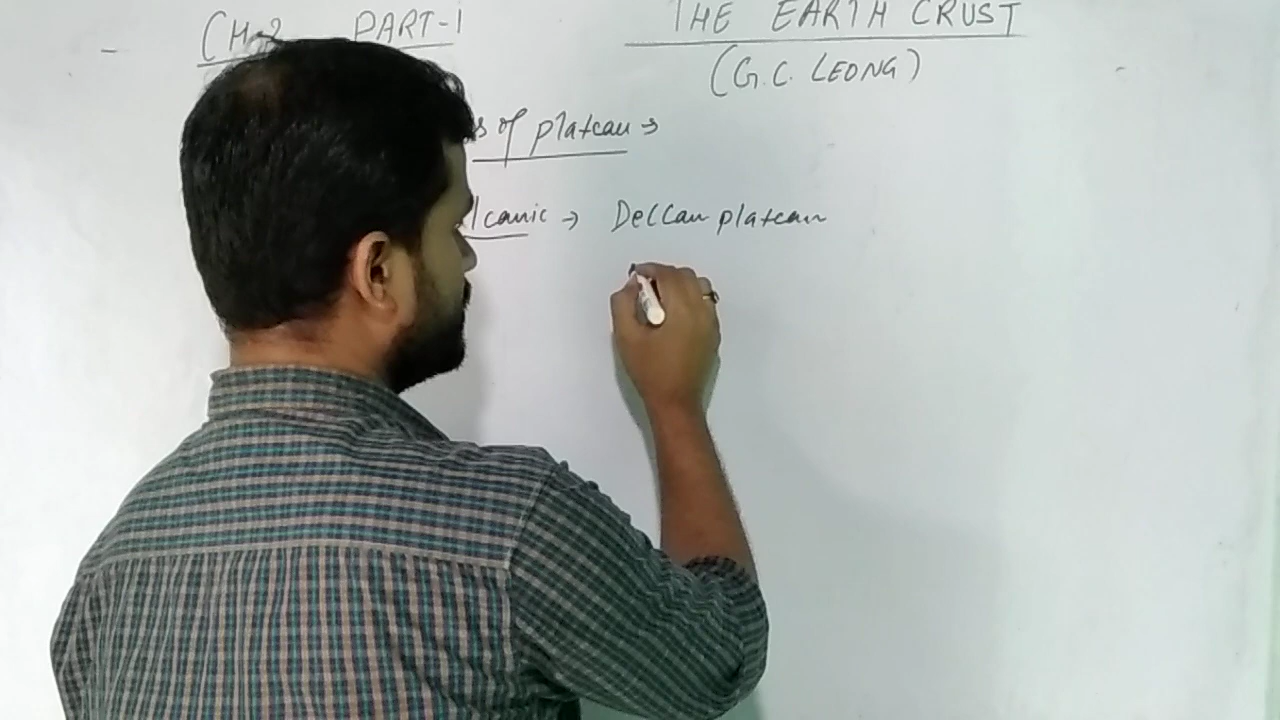 CH-2 PART-1 THE EARTH CRUST
(G.C. LEONG)
s of plateau →
lcanic → Deccan plateau